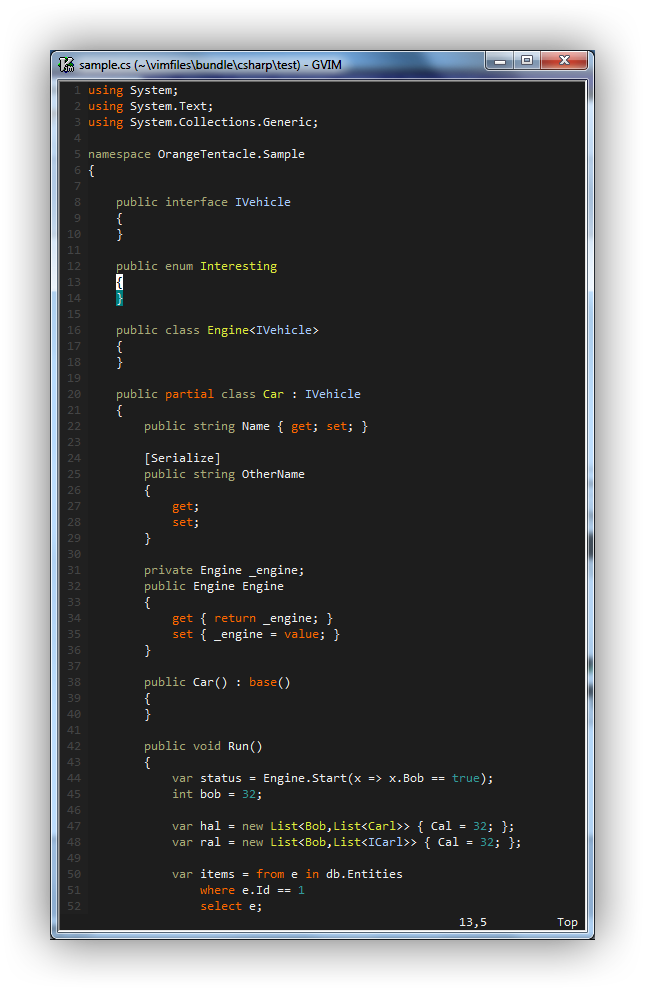 sample.cs (~\vimfiles\bundle\csharp\test) - GVIM
1 using System;
2 using System.Text;
3 using System.Collections.Generic;
4
5 namespace OrangeTentacle.Sample
6 {
7
8     public interface IVehicle
9     {
10     }
11
12     public enum Interesting
13     {
14     }
15
16     public class Engine<IVehicle>
17     {
18     }
19
20     public partial class Car : IVehicle
21     {
22         public string Name { get; set; }
23
24         [Serialize]
25         public string OtherName
26         {
27             get;
28             set;
29         }
30
31         private Engine _engine;
32         public Engine Engine
33         {
34             get { return _engine; }
35             set { _engine = value; }
36         }
37
38         public Car() : base()
39         {
40         }
41
42         public void Run()
43         {
44             var status = Engine.Start(x => x.Bob == true);
45             int bob = 32;
46
47             var hal = new List<Bob,List<Carl>> { Cal = 32; };
48             var ral = new List<Bob,List<ICarl>> { Cal = 32; };
49
50             var items = from e in db.Entities
51                 where e.Id == 1
52                 select e;
13,5 Top